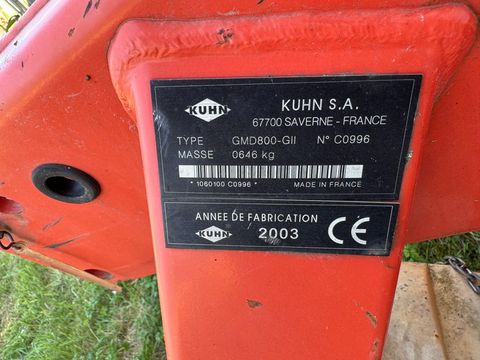 KUHN
KUHN
KUHN S.A.
67700 SAVERNE - FRANCE
TYPE GMD800-GII N° C0996
MASSE 0646 kg
* 1060100 C0996 * MADE IN FRANCE
ANNEE DE FABRICATION
KUHN 2003 CE